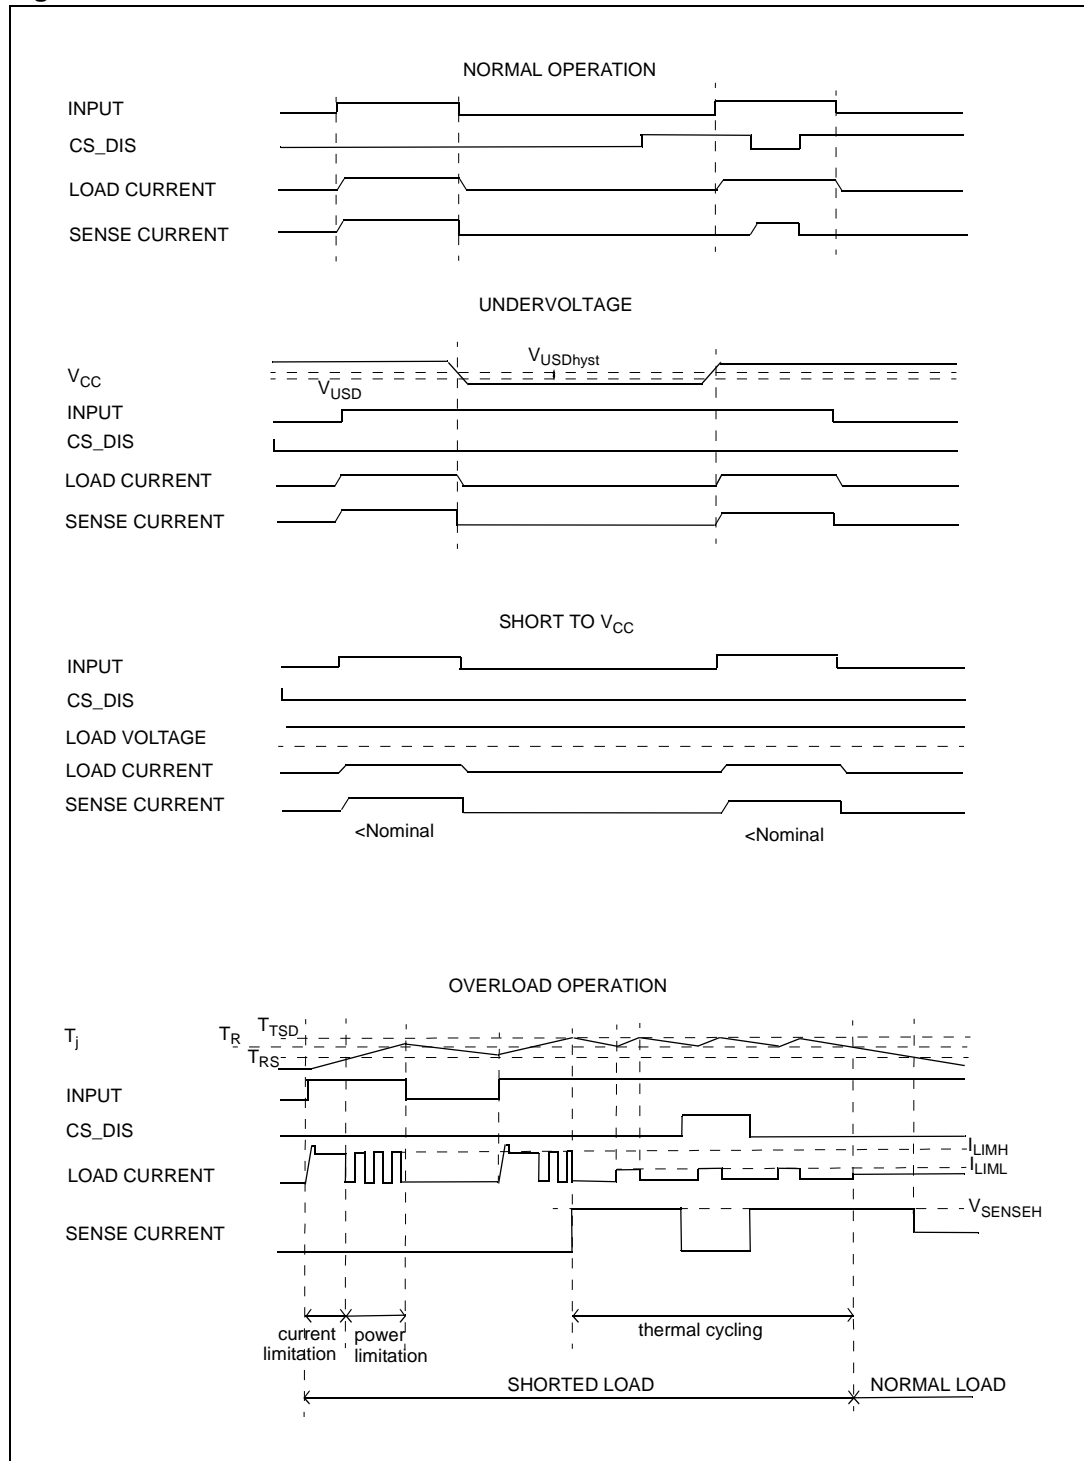 NORMAL OPERATION
INPUT
CS_DIS
LOAD CURRENT
SENSE CURRENT
UNDERVOLTAGE
VUSDhyst
VCC
VUSD
INPUT
CS_DIS
LOAD CURRENT
SENSE CURRENT
SHORT TO VCC
INPUT
CS_DIS
LOAD VOLTAGE
LOAD CURRENT
SENSE CURRENT
<Nominal
<Nominal
OVERLOAD OPERATION
Tj
TR
TTSD
TRS
INPUT
CS_DIS
ILIMH
LOAD CURRENT
ILIML
VSENSEH
SENSE CURRENT
current limitation
power limitation
thermal cycling
SHORTED LOAD
NORMAL LOAD